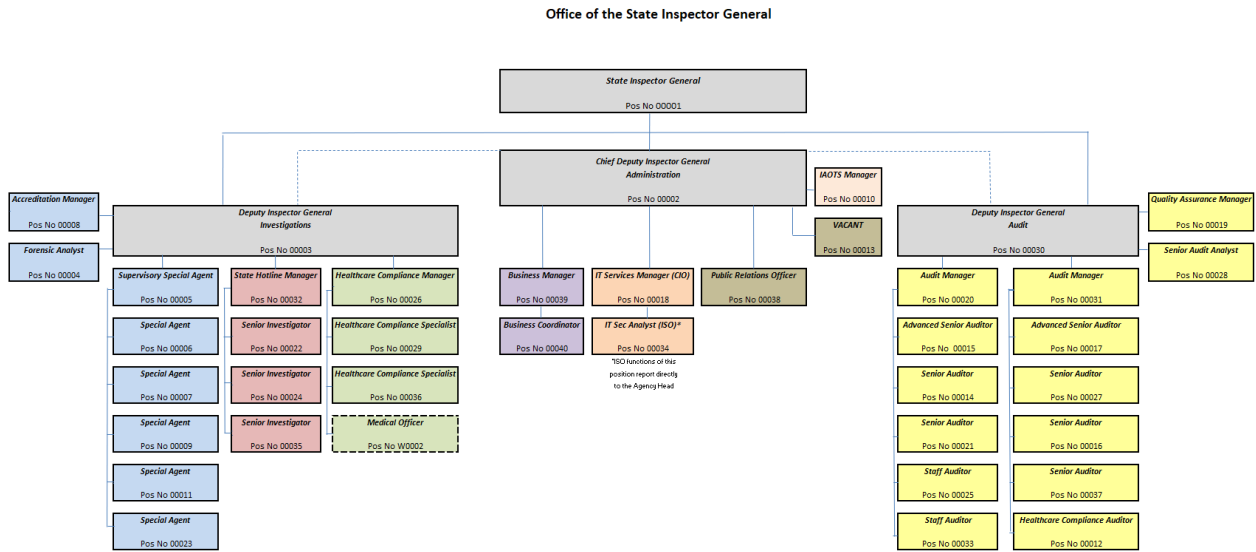 Office of the State Inspector General
State Inspector General
Pos No 00001
Chief Deputy Inspector General
Administration
Pos No 00002
IAOTS Manager
Pos No 00010
VACANT
Pos No 00013
Accreditation Manager
Pos No 00008
Forensic Analyst
Pos No 00004
Deputy Inspector General
Investigations
Pos No 00003
Deputy Inspector General
Audit
Pos No 00030
Quality Assurance Manager
Pos No 00019
Senior Audit Analyst
Pos No 00028
Supervisory Special Agent
Pos No 00005
Special Agent
Pos No 00006
Special Agent
Pos No 00007
Special Agent
Pos No 00009
Special Agent
Pos No 00011
Special Agent
Pos No 00023
State Hotline Manager
Pos No 00032
Senior Investigator
Pos No 00022
Senior Investigator
Pos No 00024
Senior Investigator
Pos No 00035
Healthcare Compliance Manager
Pos No 00026
Healthcare Compliance Specialist
Pos No 00029
Healthcare Compliance Specialist
Pos No 00036
Medical Officer
Pos No W0002
Business Manager
Pos No 00039
Business Coordinator
Pos No 00040
IT Services Manager (CIO)
Pos No 00018
IT Sec Analyst (ISO)*
Pos No 00034
*ISO functions of this
position report directly
to the Agency Head
Public Relations Officer
Pos No 00038
Audit Manager
Pos No 00020
Advanced Senior Auditor
Pos No 00015
Senior Auditor
Pos No 00014
Senior Auditor
Pos No 00021
Staff Auditor
Pos No 00025
Staff Auditor
Pos No 00033
Audit Manager
Pos No 00031
Advanced Senior Auditor
Pos No 00017
Senior Auditor
Pos No 00027
Senior Auditor
Pos No 00016
Senior Auditor
Pos No 00037
Healthcare Compliance Auditor
Pos No 00012